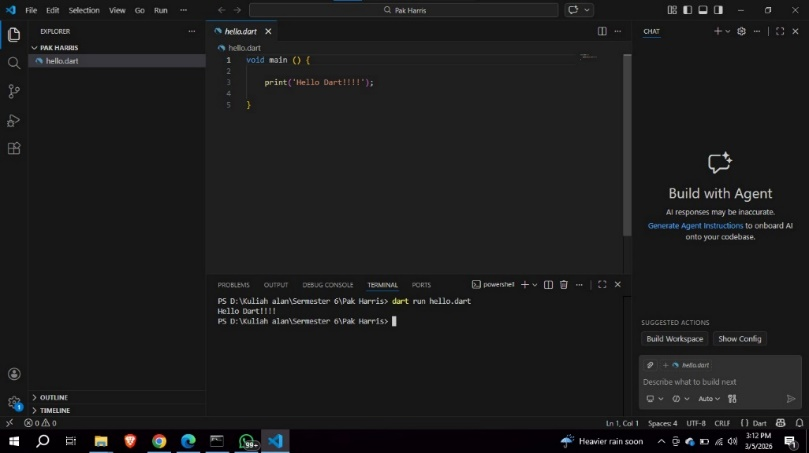 File Edit Selection View Go Run ···
Pak Harris
EXPLORER ···
PAK HARRIS
hello.dart
OUTLINE
TIMELINE
hello.dart
hello.dart
1 void main () {
2
3 print('Hello Dart!!!!');
4
5 }
PROBLEMS OUTPUT DEBUG CONSOLE TERMINAL PORTS
powershell
PS D:\Kuliah alan\Sermester 6\Pak Harris> dart run hello.dart
Hello Dart!!!!
PS D:\Kuliah alan\Sermester 6\Pak Harris>
CHAT
Build with Agent
AI responses may be inaccurate.
Generate Agent Instructions to onboard AI
onto your codebase.
SUGGESTED ACTIONS
Build Workspace Show Config
+ hello.dart
Describe what to build next
Auto
1
0 0
Ln 1, Col 1 Spaces: 4 UTF-8 CRLF {} Dart
99+
Heavier rain soon
3:12 PM
3/5/2026
1